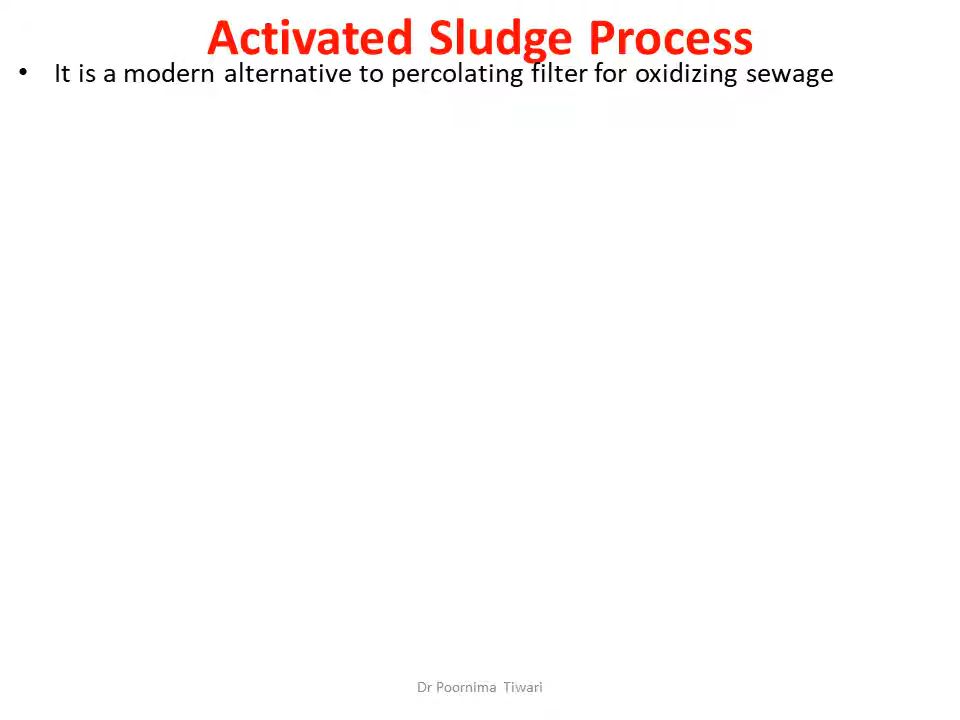 Activated Sludge Process
• It is a modern alternative to percolating filter for oxidizing sewage
Dr Poornima Tiwari